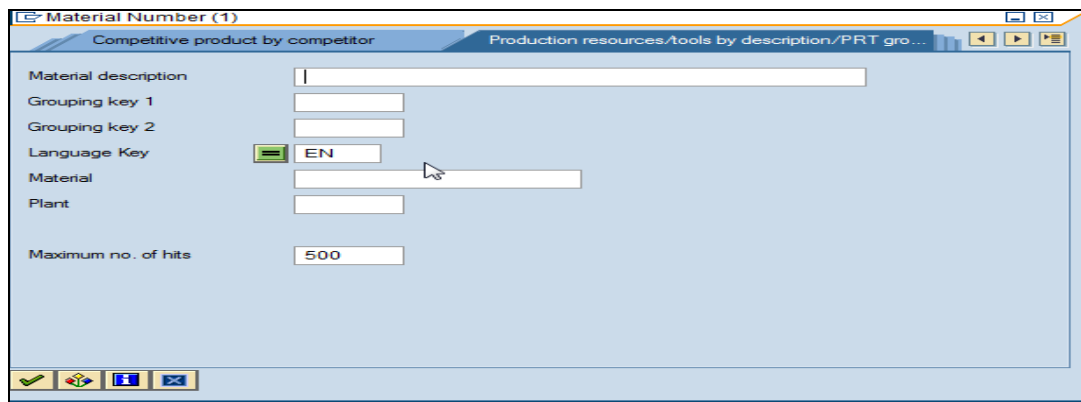 Material Number (1)
Competitive product by competitor
Production resources/tools by description/PRT gro...
Material description
Grouping key 1
Grouping key 2
Language Key EN
Material
Plant
Maximum no. of hits 500